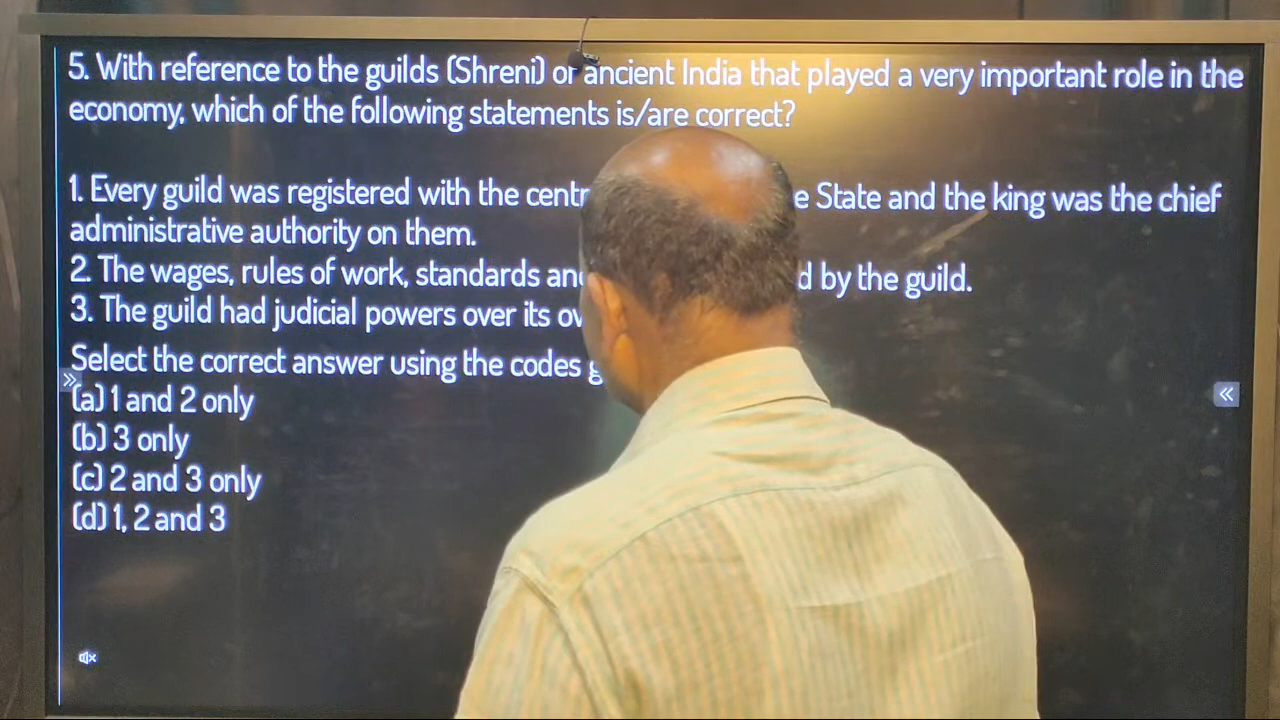 5. With reference to the guilds (Shreni) of ancient India that played a very important role in the
economy, which of the following statements is/are correct?
1. Every guild was registered with the centr e State and the king was the chief
administrative authority on them.
2. The wages, rules of work, standards an d by the guild.
3. The guild had judicial powers over its ow
Select the correct answer using the codes g
(a) 1 and 2 only
(b) 3 only
(c) 2 and 3 only
(d) 1, 2 and 3